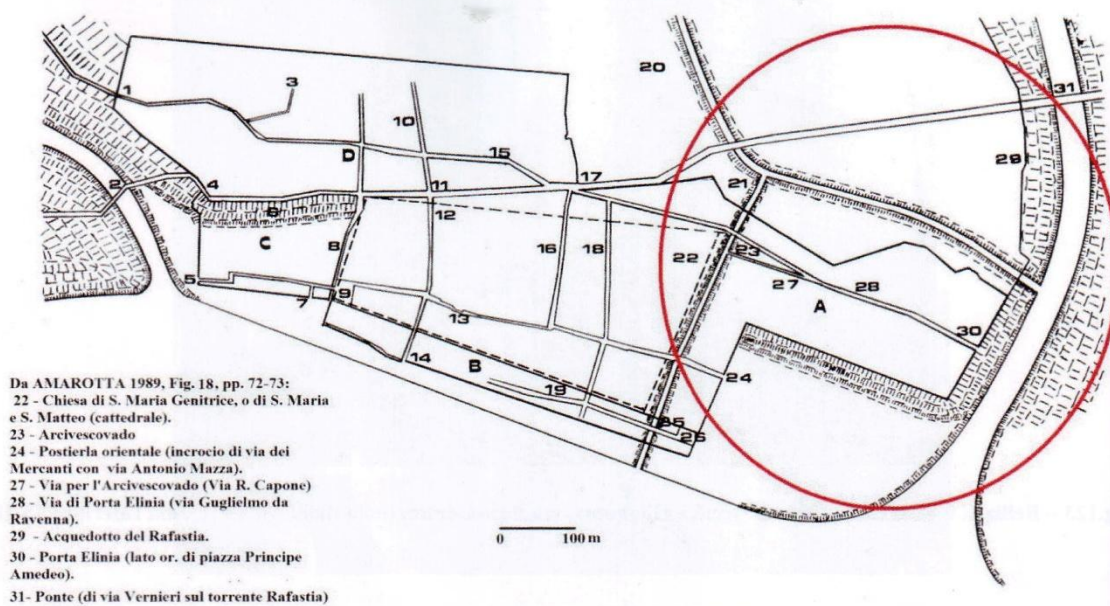 20
31
3
1
10
29
D
15
17
2
4
11
21
6
12
C
8
16
18
22
23
27
28
5
A
7
9
13
30
14
B
24
19
25
26
Da AMAROTTA 1989, Fig. 18, pp. 72-73:
22 - Chiesa di S. Maria Genitrice, o di S. Maria
e S. Matteo (cattedrale).
23 - Arcivescovado
24 - Postierla orientale (incrocio di via dei
Mercanti con via Antonio Mazza).
27 - Via per l'Arcivescovado (Via R. Capone)
28 - Via di Porta Elinia (via Guglielmo da
Ravenna).
29 - Acquedotto del Rafastia.
30 - Porta Elinia (lato or. di piazza Principe
Amedeo).
31- Ponte (di via Vernieri sul torrente Rafastia)
0 100 m